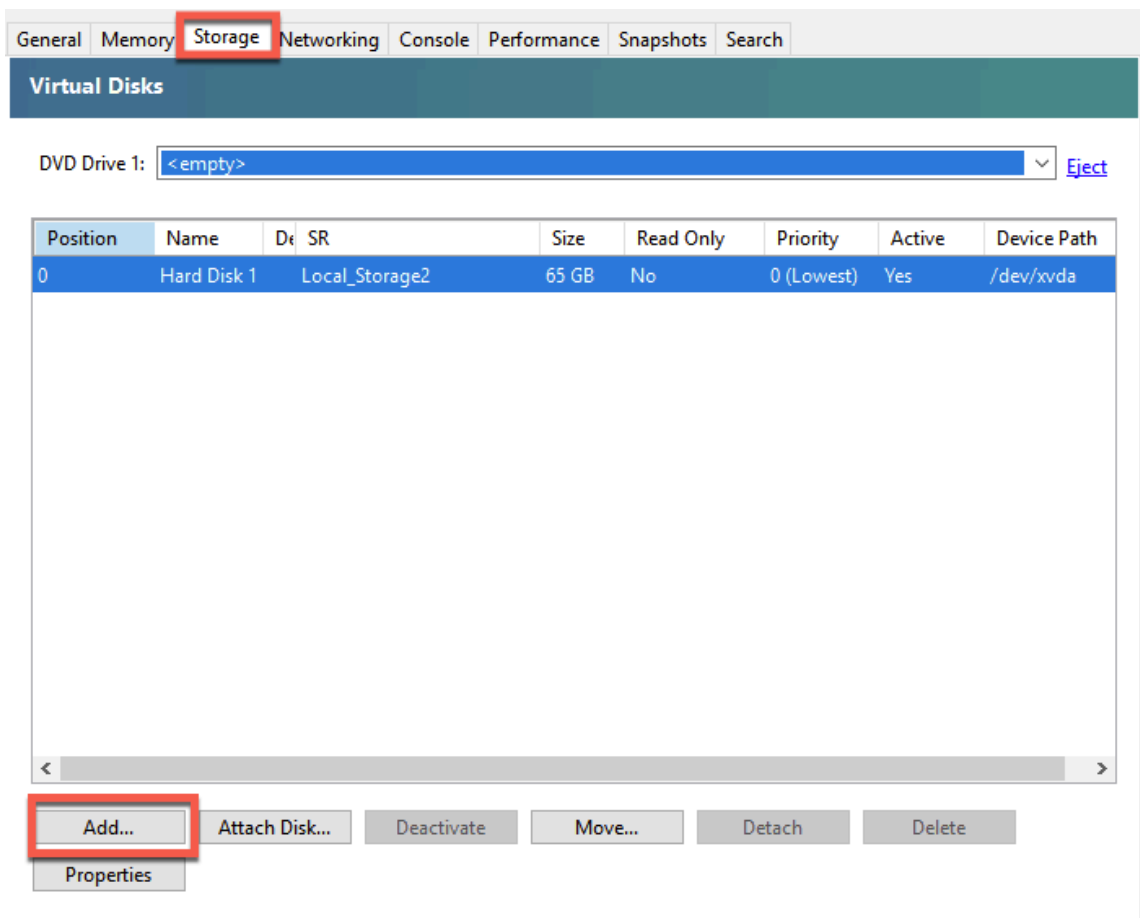 General Memory Storage Networking Console Performance Snapshots Search
Virtual Disks
DVD Drive 1: <empty> Eject
Position Name De SR Size Read Only Priority Active Device Path
0 Hard Disk 1 Local_Storage2 65 GB No 0 (Lowest) Yes /dev/xvda
Add... Attach Disk... Deactivate Move... Detach Delete
Properties